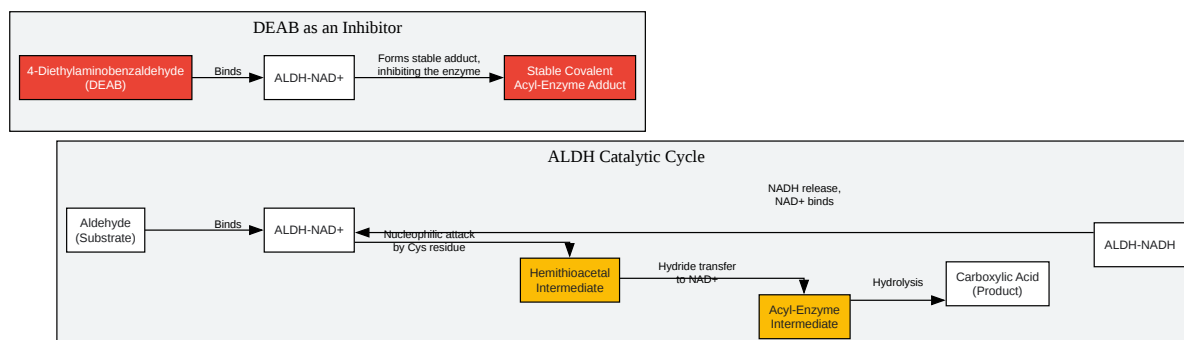 DEAB as an Inhibitor
4-Diethylaminobenzaldehyde
(DEAB)
Binds
ALDH-NAD+
Forms stable adduct,
inhibiting the enzyme
Stable Covalent
Acyl-Enzyme Adduct
ALDH Catalytic Cycle
Aldehyde
(Substrate)
Binds
ALDH-NAD+
Nucleophilic attack
by Cys residue
Hemithioacetal
Intermediate
Hydride transfer
to NAD+
Acyl-Enzyme
Intermediate
Hydrolysis
Carboxylic Acid
(Product)
NADH release,
NAD+ binds
ALDH-NADH